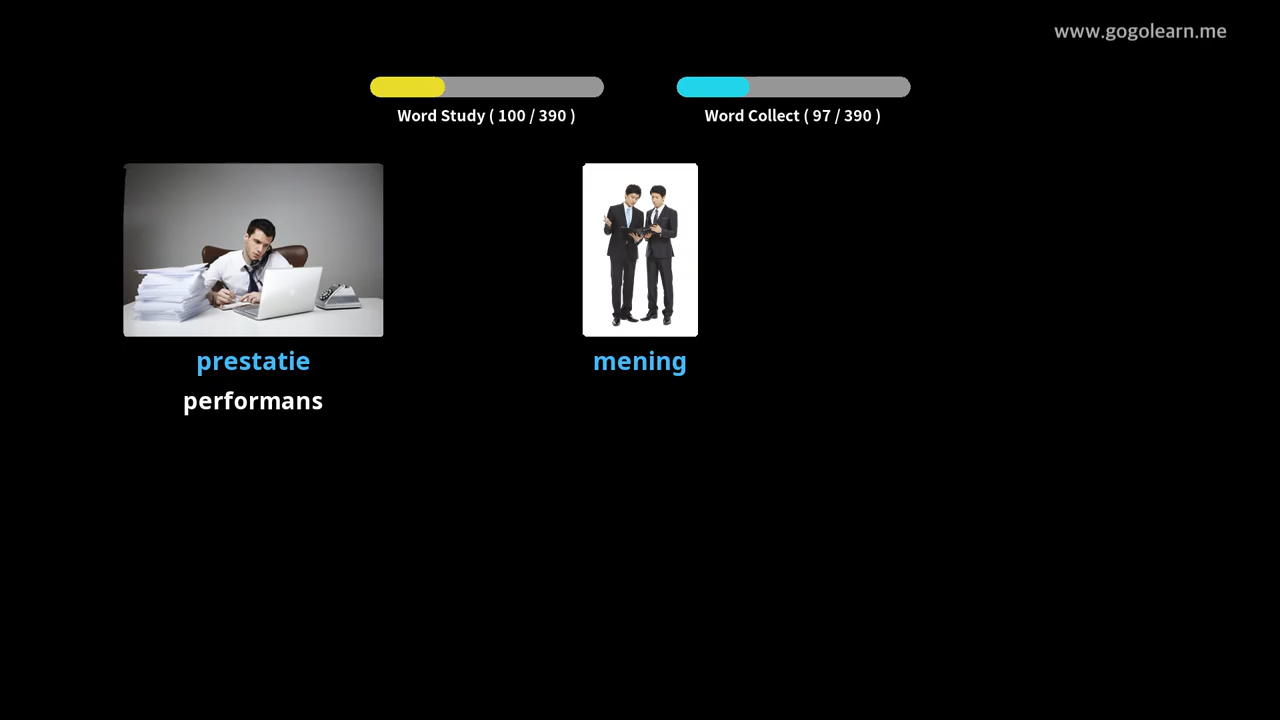 www.gogolearn.me
Word Study ( 100 / 390 )
Word Collect ( 97 / 390 )
prestatie
mening
performans